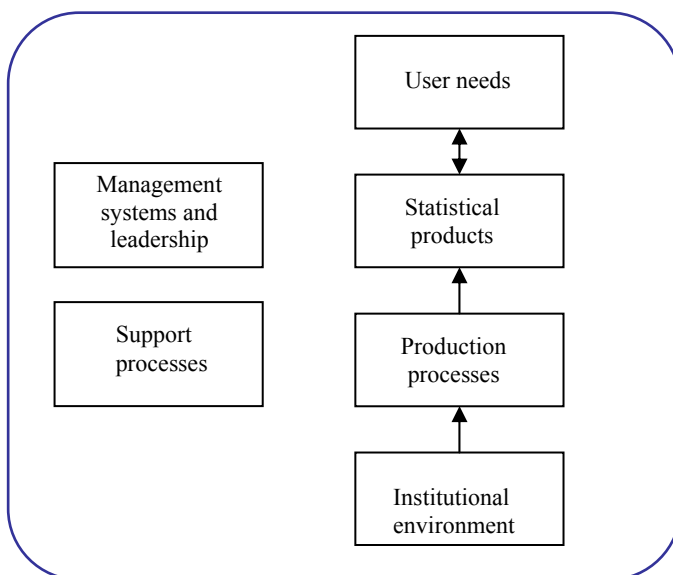 User needs
Management
systems and
leadership
Statistical
products
Support
processes
Production
processes
Institutional
environment